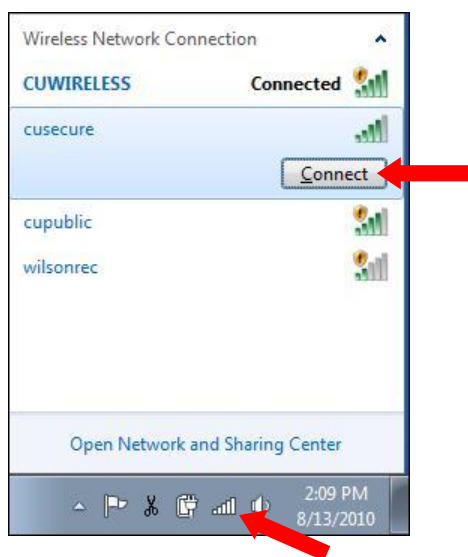 Wireless Network Connection
CUWIRELESS Connected
cusecure
Connect
cupublic
wilsonrec
Open Network and Sharing Center
2:09 PM
8/13/2010